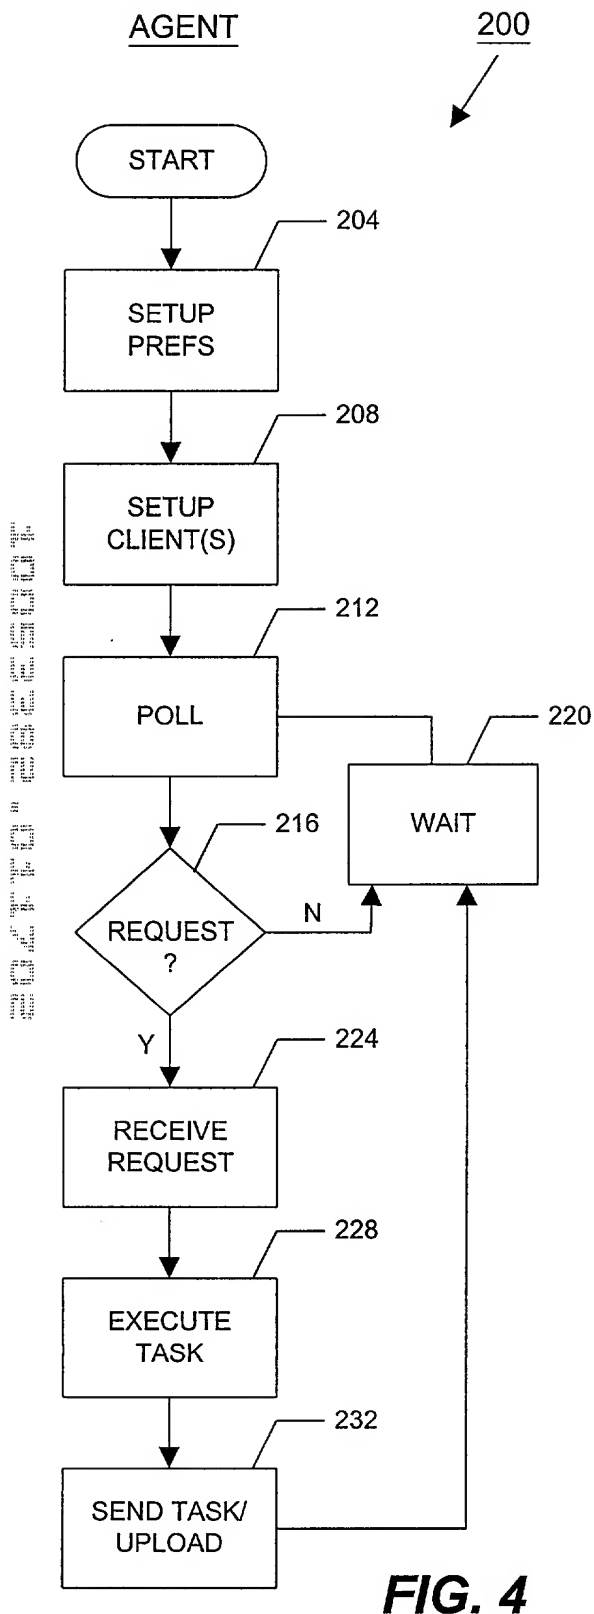 AGENT
200
START
204
SETUP
PREFS
208
SETUP
CLIENT(S)
212
POLL
220
WAIT
216
REQUEST
?
N
Y
224
RECEIVE
REQUEST
228
EXECUTE
TASK
232
SEND TASK/
UPLOAD
FIG. 4